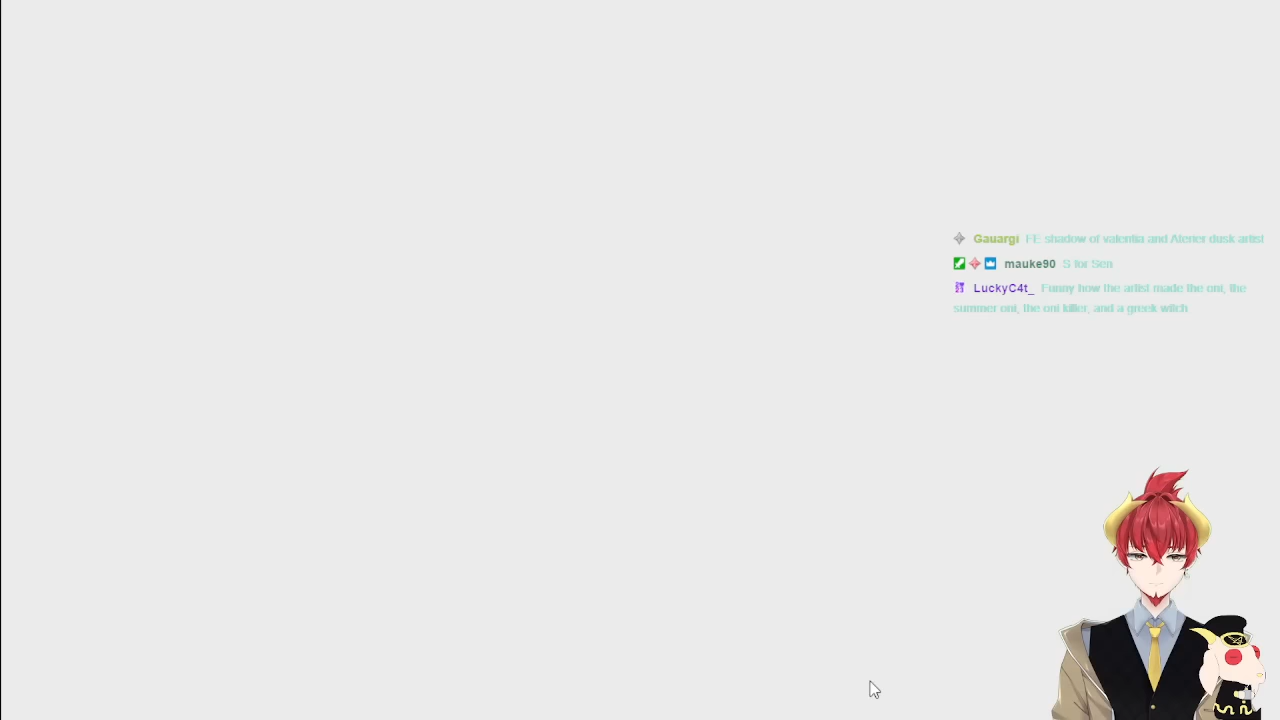 Gauargi FE shadow of valentia and Atelier dusk artist
mauke90 S for Sen
LuckyC4t_ Funny how the artist made the oni, the
summer oni, the oni killer, and a greek witch